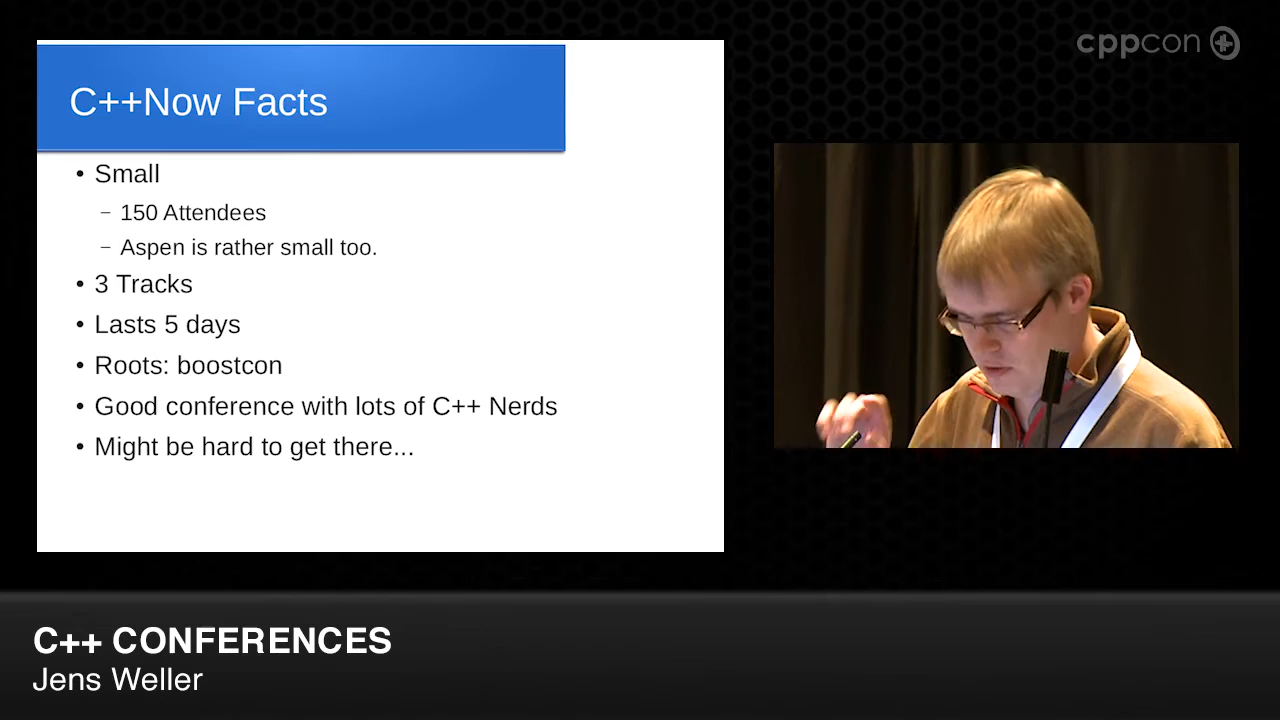 cppcon
C++Now Facts
• Small
– 150 Attendees
– Aspen is rather small too.
• 3 Tracks
• Lasts 5 days
• Roots: boostcon
• Good conference with lots of C++ Nerds
• Might be hard to get there...
C++ CONFERENCES
Jens Weller